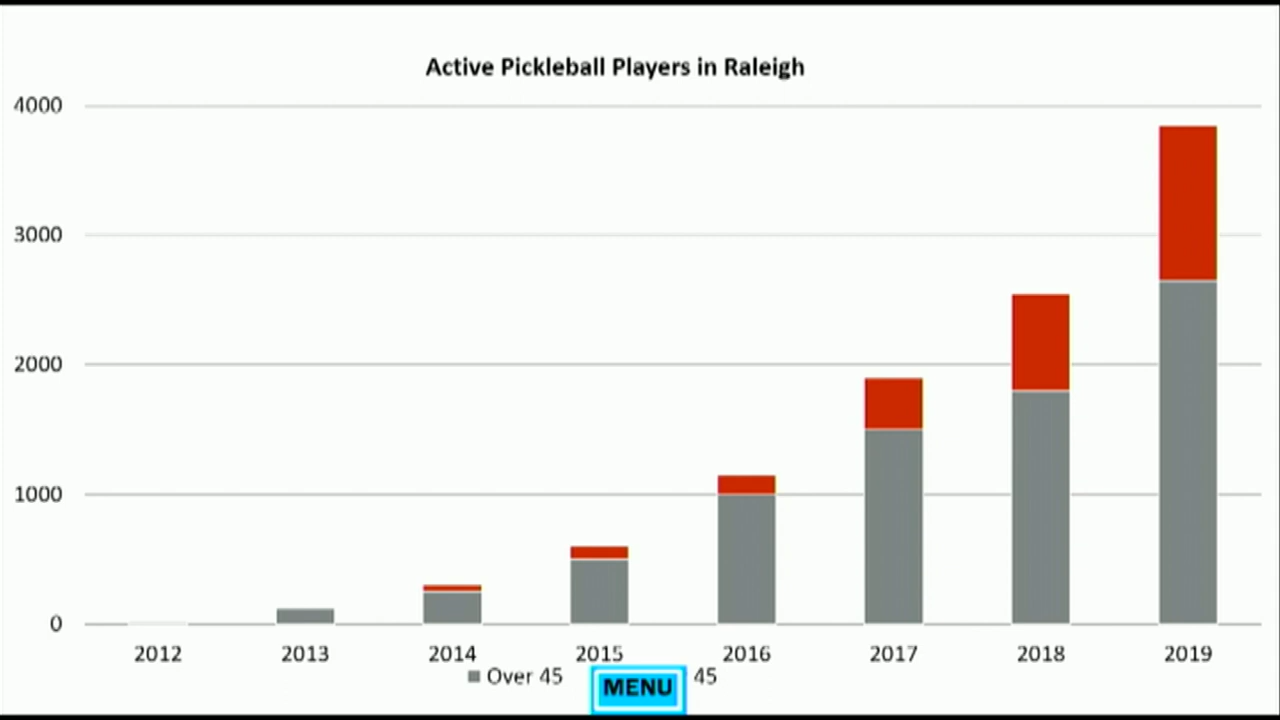 Active Pickleball Players in Raleigh
4000
3000
2000
1000
0
2012 2013 2014 2015 2016 2017 2018 2019
Over 45 45
MENU